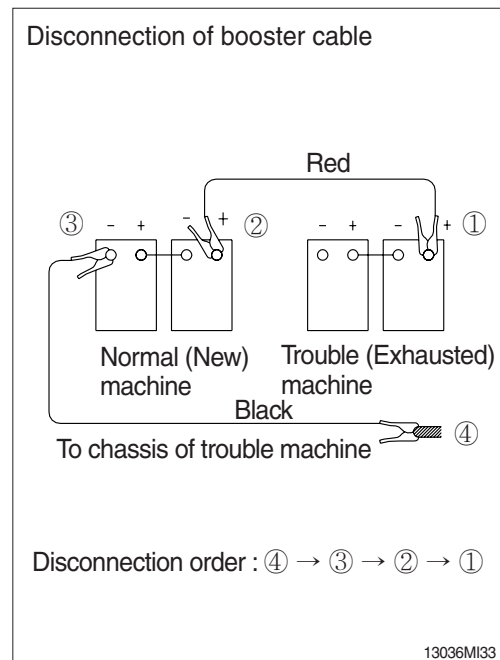 Disconnection of booster cable
Red
③ - + - + ② - + - + ①
Normal (New)
machine
Trouble (Exhausted)
machine
Black
To chassis of trouble machine ④
Disconnection order : ④ → ③ → ② → ①
13036MI33